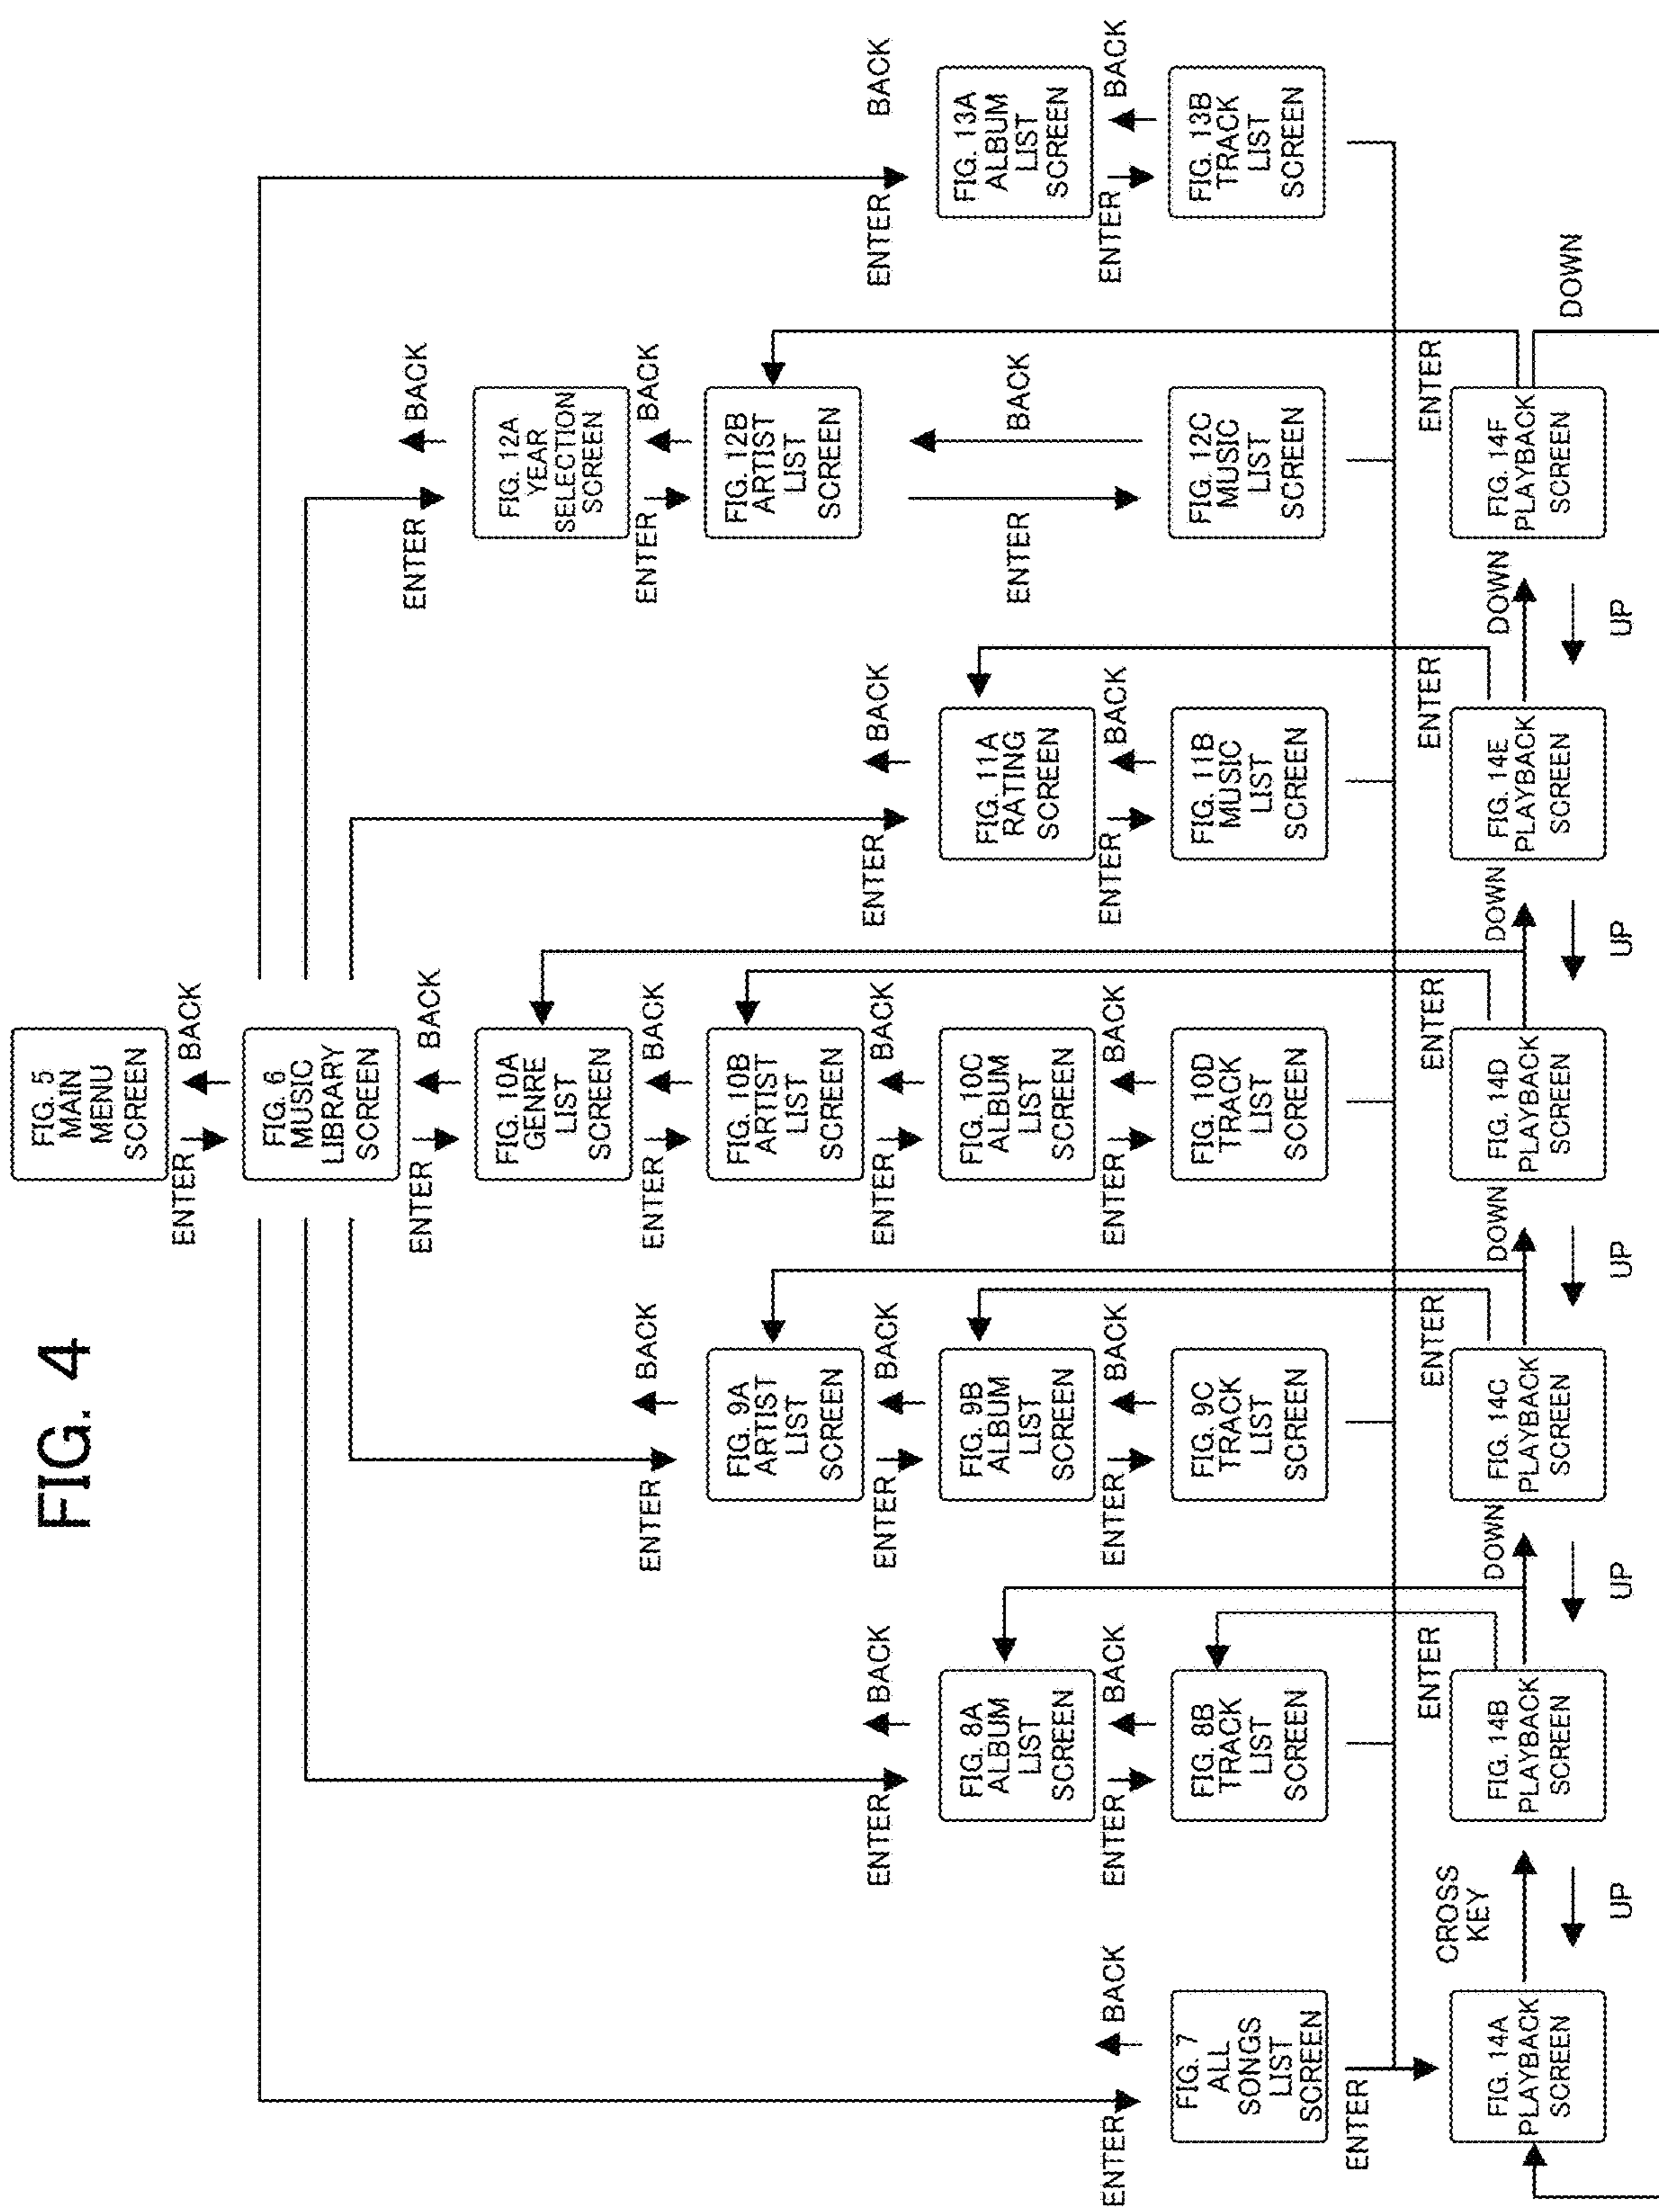 FIG. 4
FIG. 5
MAIN
MENU
SCREEN
ENTER
BACK
FIG. 6
MUSIC
LIBRARY
SCREEN
ENTER
BACK
FIG. 7
ALL
SONGS
LIST
SCREEN
ENTER
BACK
ENTER
FIG. 8A
ALBUM
LIST
SCREEN
ENTER
BACK
ENTER
BACK
FIG. 8B
TRACK
LIST
SCREEN
FIG. 9A
ARTIST
LIST
SCREEN
ENTER
BACK
ENTER
BACK
FIG. 9B
ALBUM
LIST
SCREEN
ENTER
BACK
FIG. 9C
TRACK
LIST
SCREEN
FIG. 10A
GENRE
LIST
SCREEN
ENTER
BACK
FIG. 10B
ARTIST
LIST
SCREEN
ENTER
BACK
FIG. 10C
ALBUM
LIST
SCREEN
ENTER
BACK
FIG. 10D
TRACK
LIST
SCREEN
ENTER
BACK
FIG. 11A
RATING
SCREEN
ENTER
BACK
FIG. 11B
MUSIC
LIST
SCREEN
ENTER
BACK
FIG. 12A
YEAR
SELECTION
SCREEN
ENTER
BACK
FIG. 12B
ARTIST
LIST
SCREEN
ENTER
BACK
FIG. 12C
MUSIC
LIST
SCREEN
ENTER
BACK
FIG. 13A
ALBUM
LIST
SCREEN
ENTER
BACK
FIG. 13B
TRACK
LIST
SCREEN
FIG. 14A
PLAYBACK
SCREEN
CROSS
KEY
UP
FIG. 14B
PLAYBACK
SCREEN
ENTER
DOWN
UP
FIG. 14C
PLAYBACK
SCREEN
ENTER
DOWN
UP
FIG. 14D
PLAYBACK
SCREEN
ENTER
DOWN
UP
FIG. 14E
PLAYBACK
SCREEN
ENTER
DOWN
UP
FIG. 14F
PLAYBACK
SCREEN
ENTER
DOWN